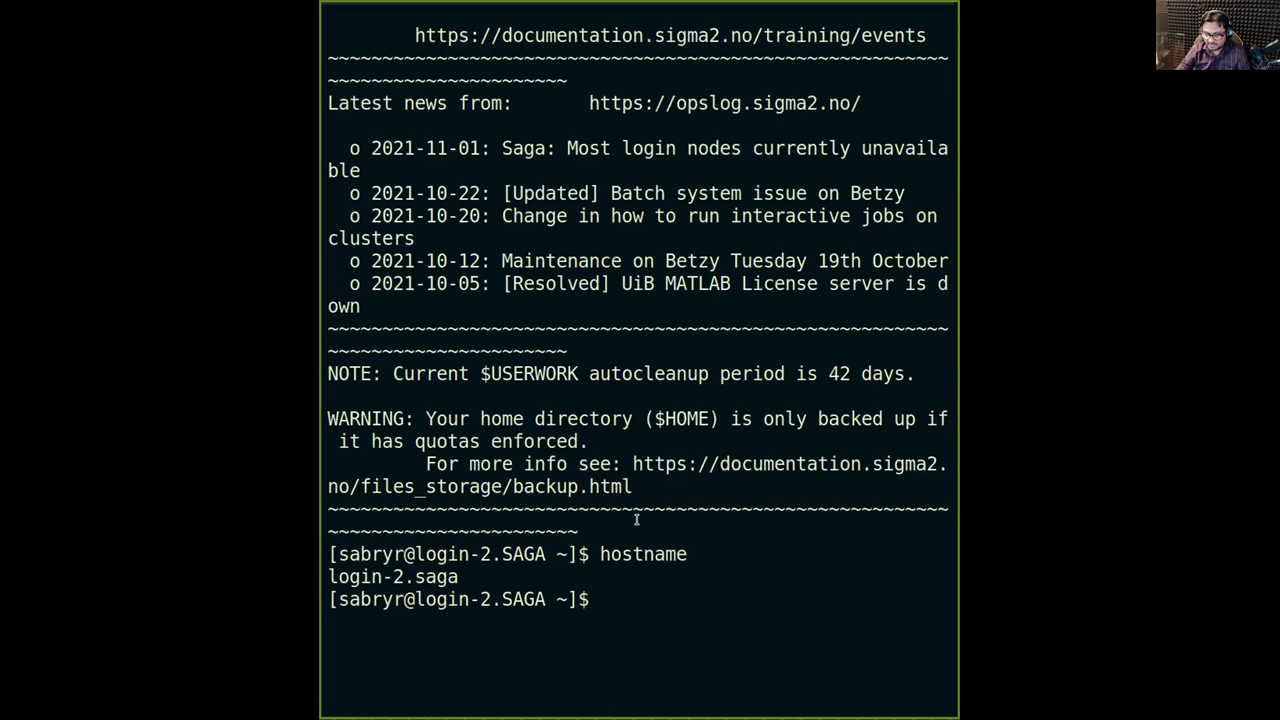 https://documentation.sigma2.no/training/events
~~~~~~~~~~~~~~~~~~~~~~~~~~~~~~~~~~~~~~~~~~~~~~~~~~~~~~~~~
~~~~~~~~~~~~~~~~~~~~~~
Latest news from:       https://opslog.sigma2.no/
o 2021-11-01: Saga: Most login nodes currently unavaila
ble
o 2021-10-22: [Updated] Batch system issue on Betzy
o 2021-10-20: Change in how to run interactive jobs on
clusters
o 2021-10-12: Maintenance on Betzy Tuesday 19th October
o 2021-10-05: [Resolved] UiB MATLAB License server is d
own
~~~~~~~~~~~~~~~~~~~~~~~~~~~~~~~~~~~~~~~~~~~~~~~~~~~~~~~~~
~~~~~~~~~~~~~~~~~~~~~~
NOTE: Current $USERWORK autocleanup period is 42 days.
WARNING: Your home directory ($HOME) is only backed up if
it has quotas enforced.
For more info see: https://documentation.sigma2.
no/files_storage/backup.html
~~~~~~~~~~~~~~~~~~~~~~~~~~~~~~~~~~~~~~~~~~~~~~~~~~~~~~~~~
~~~~~~~~~~~~~~~~~~~~~~~
[sabryr@login-2.SAGA ~]$ hostname
login-2.saga
[sabryr@login-2.SAGA ~]$